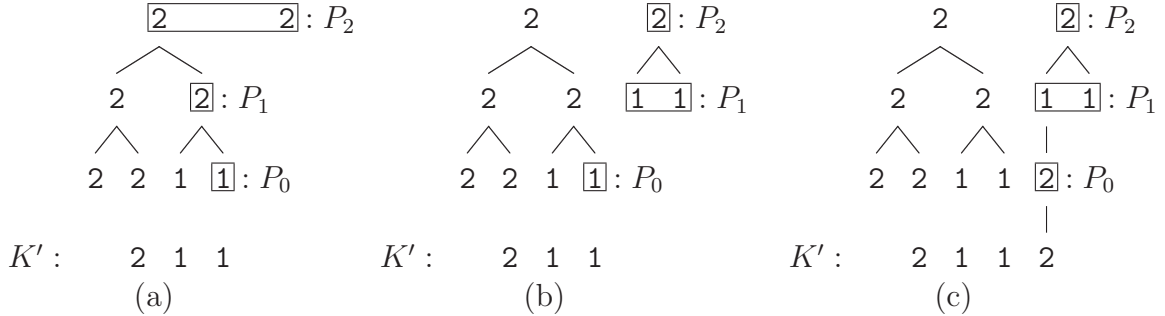 2 2 : P₂ 2 2 : P₂ 2 2 : P₂
2 2 : P₁ 2 2 1 1 : P₁ 2 2 1 1 : P₁
2 2 1 1 : P₀ 2 2 1 1 : P₀ 2 2 1 1 2 : P₀
K′ : 2 1 1 K′ : 2 1 1 K′ : 2 1 1 2
(a) (b) (c)